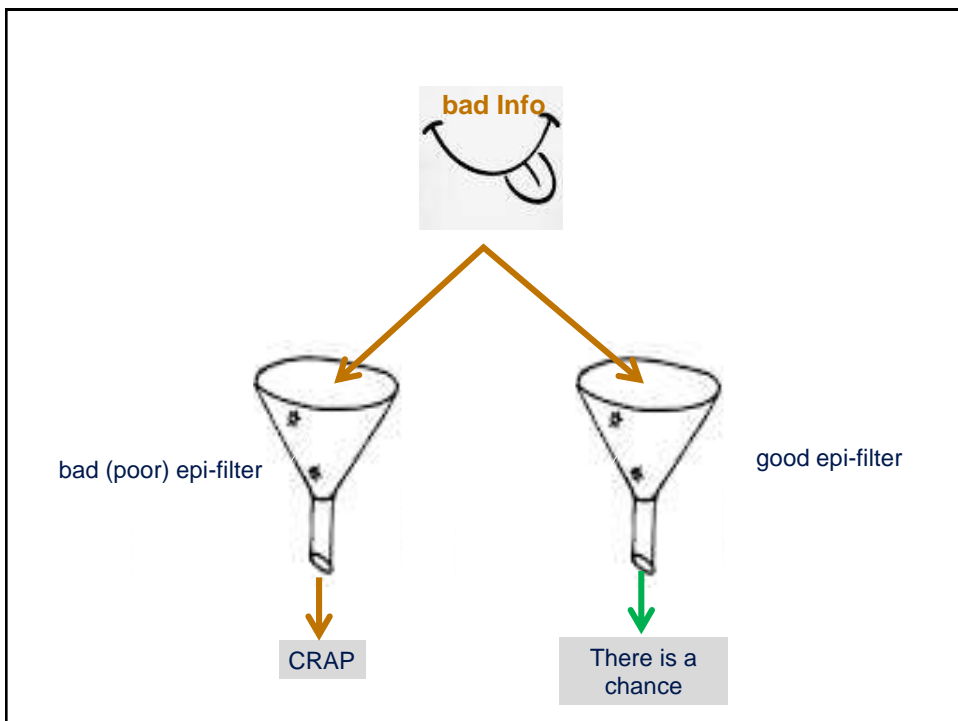 bad Info
bad (poor) epi-filter
good epi-filter
CRAP
There is a
chance